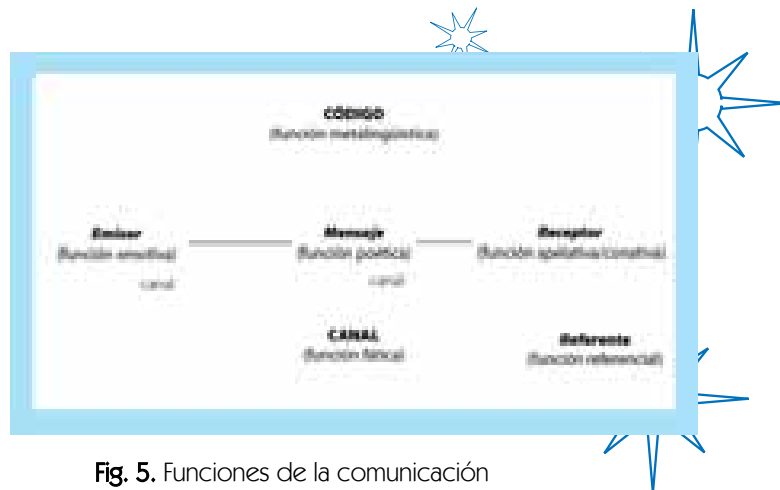 CÓDIGO
(función metalingüística)
Emisor
(función emotiva)
canal
Mensaje
(función poética)
canal
Receptor
(función apelativa/conativa)
CANAL
(función fática)
Referente
(función referencial)
Fig. 5. Funciones de la comunicación